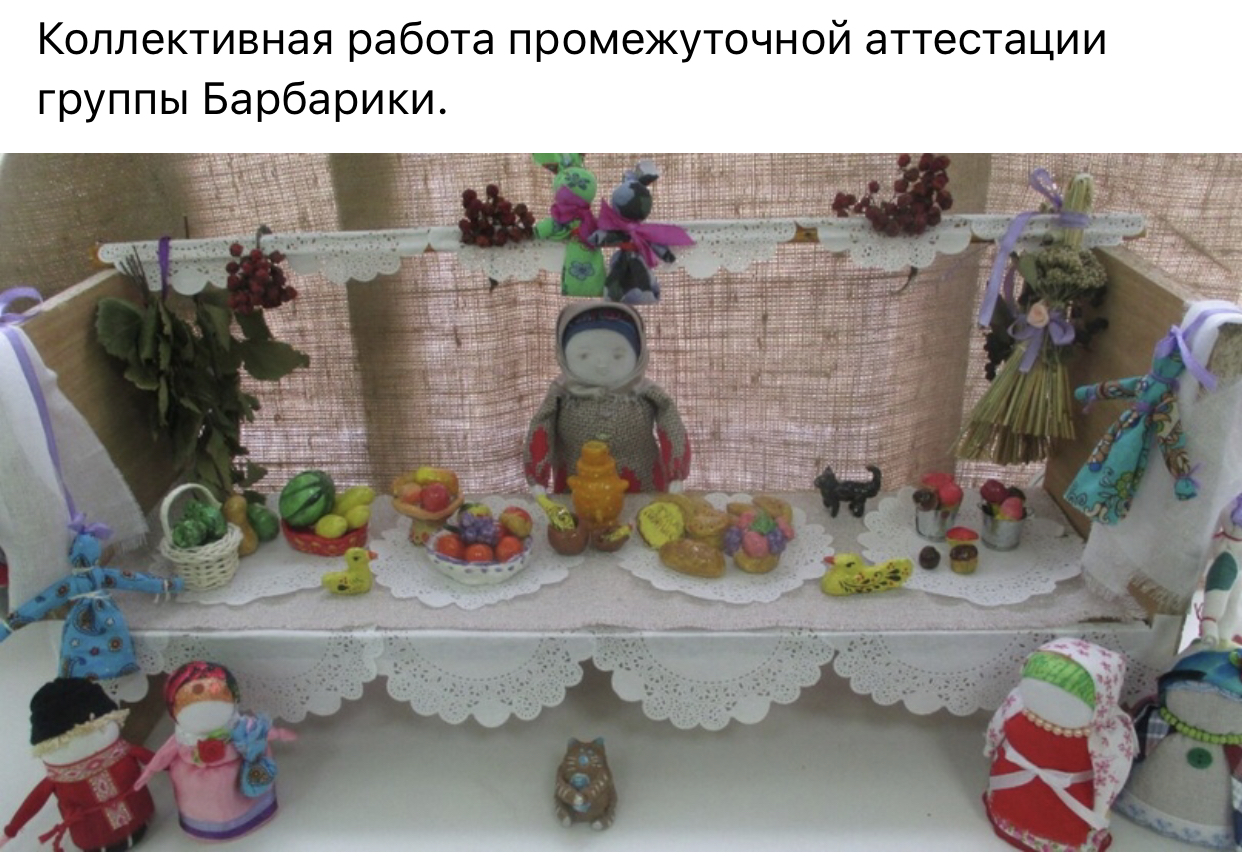 Коллективная работа промежуточной аттестации
группы Барбарики.